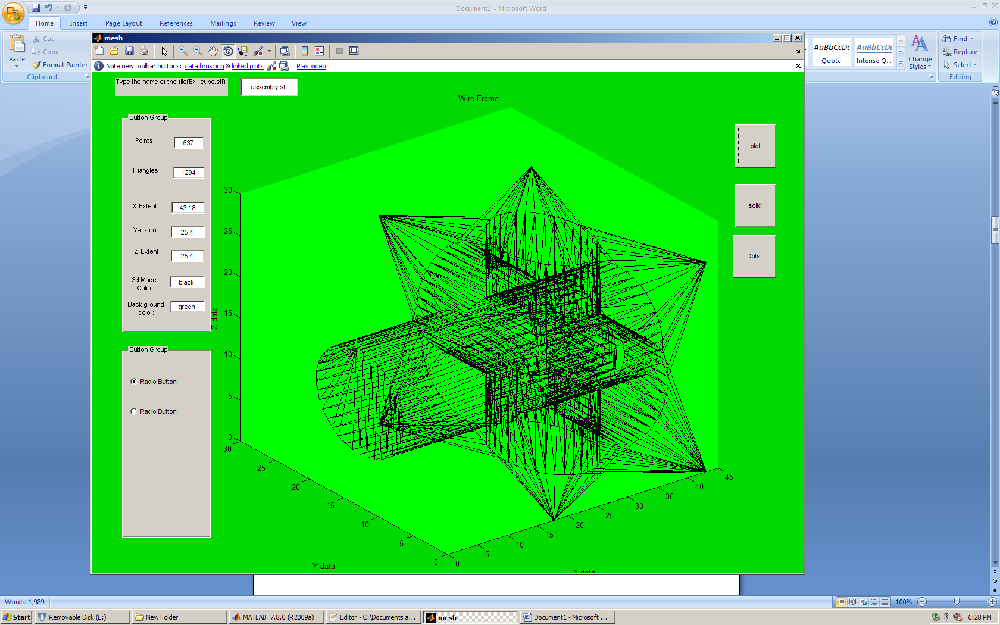 Document1 - Microsoft Word
Home Insert Page Layout References Mailings Review View
Paste
Cut
Copy
Format Painter
Clipboard
mesh
Note new toolbar buttons: data brushing & linked plots Play video
AaBbCcDc AaBbCcDc
Quote Intense Q...
Change
Styles
Find
Replace
Select
Editing
Type the name of the file(EX. cube.stl):
assembly.stl
Wire Frame
Button Group
Points 637
Triangles 1294
X-Extent 43.18
Y-extent 25.4
Z-Extent 25.4
3d Model
Color:
black
Back ground
color:
green
Button Group
Radio Button
Radio Button
plot
solid
Dots
30
25
20
15
10
5
0
Z data
30
25
20
15
10
5
0
Y data
0
5
10
15
20
25
30
35
40
45
X data
Words: 1,989
100%
Start
Removable Disk (E:)
New Folder
MATLAB 7.8.0 (R2009a)
Editor - C:\Documents a...
mesh
Document1 - Microsoft ...
6:28 PM